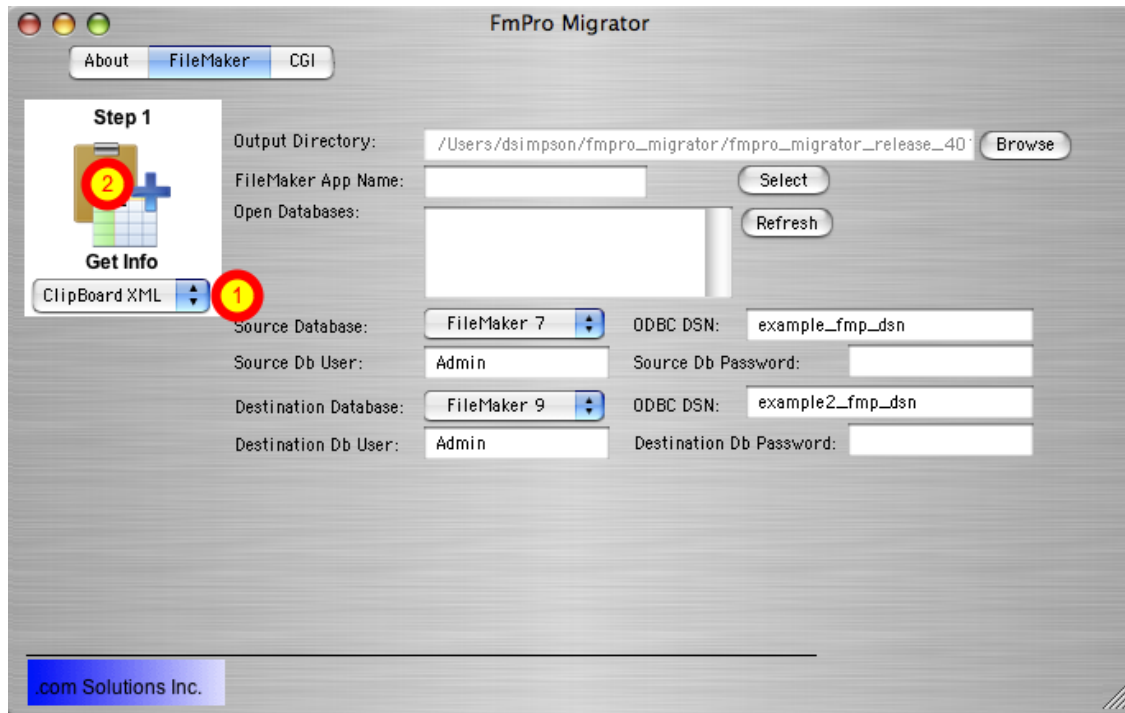 FmPro Migrator
About FileMaker CGI
Step 1
2
Get Info
ClipBoard XML
1
Output Directory: /Users/dsimpson/fmpro_migrator/fmpro_migrator_release_40 Browse
FileMaker App Name: Select
Open Databases: Refresh
Source Database: FileMaker 7 ODBC DSN: example_fmp_dsn
Source Db User: Admin Source Db Password:
Destination Database: FileMaker 9 ODBC DSN: example2_fmp_dsn
Destination Db User: Admin Destination Db Password:
.com Solutions Inc.